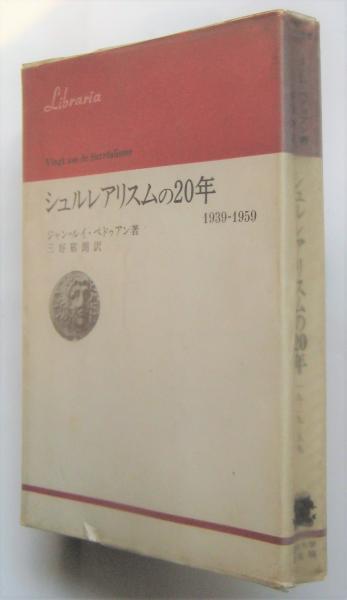 Libraria
Vingt ans de Surréalisme
シュルレアリスムの20年
1939-1959
ジャン=ルイ・ベドゥアン著
三好郁朗訳
シュルレアリスムの20年